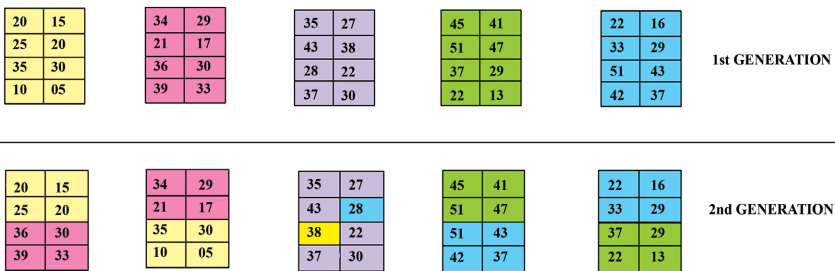 20 15 34 29 35 27 45 41 22 16
25 20 21 17 43 38 51 47 33 29
35 30 36 30 28 22 37 29 51 43
10 05 39 33 37 30 22 13 42 37
1st GENERATION
20 15 34 29 35 27 45 41 22 16
25 20 21 17 43 28 51 47 33 29
36 30 35 30 38 22 51 43 37 29
39 33 10 05 37 30 42 37 22 13
2nd GENERATION